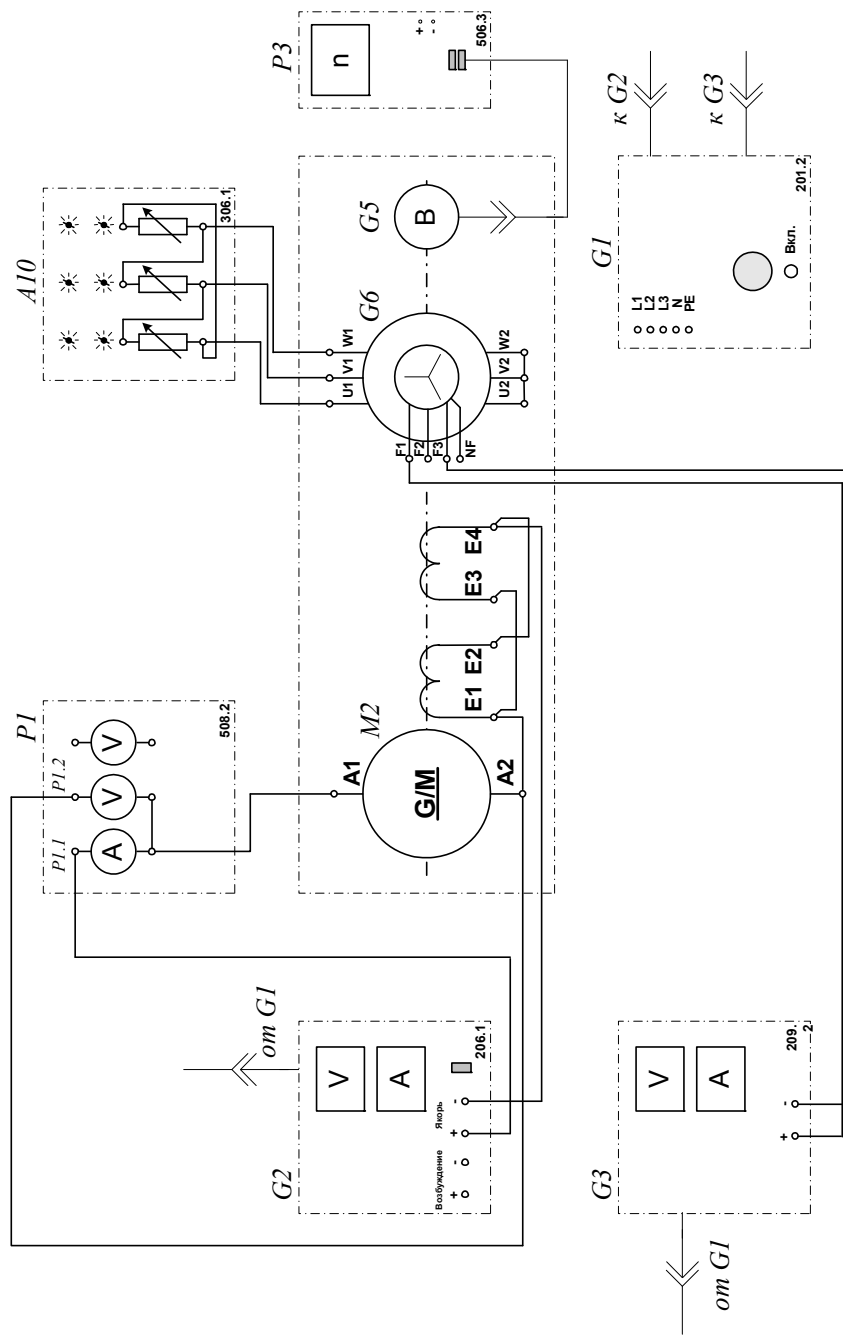 P3
n
+
-
506.3
A10
306.1
P1
P1.2
P1.1
V
V
A
508.2
G5
B
G6
W1
V1
U1
W2
V2
U2
F1
F2
F3
NF
E4
E3
E2
E1
M2
A1
G/M
A2
к G2
к G3
G1
L1
L2
L3
N
PE
Вкл.
201.2
от G1
G2
V
A
206.1
Якорь
- +
Возбуждение
- +
G3
V
A
209.
2
-
+
от G1